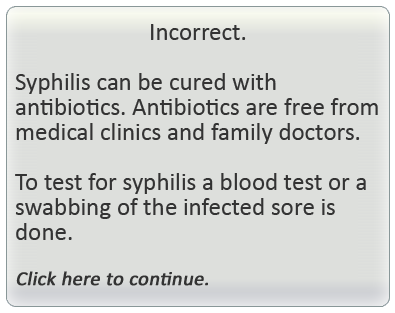 Incorrect.
Syphilis can be cured with
antibiotics. Antibiotics are free from
medical clinics and family doctors.
To test for syphilis a blood test or a
swabbing of the infected sore is
done.
Click here to continue.